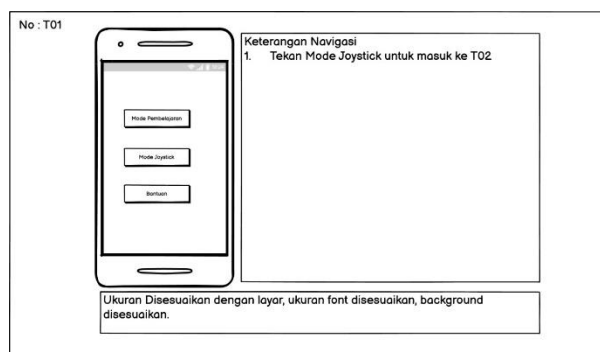 No : T01
Keterangan Navigasi
1. Tekan Mode Joystick untuk masuk ke T02
Mode Pembelajaran
Mode Joystick
Bantuan
Ukuran Disesuaikan dengan layar, ukuran font disesuaikan, background
disesuaikan.